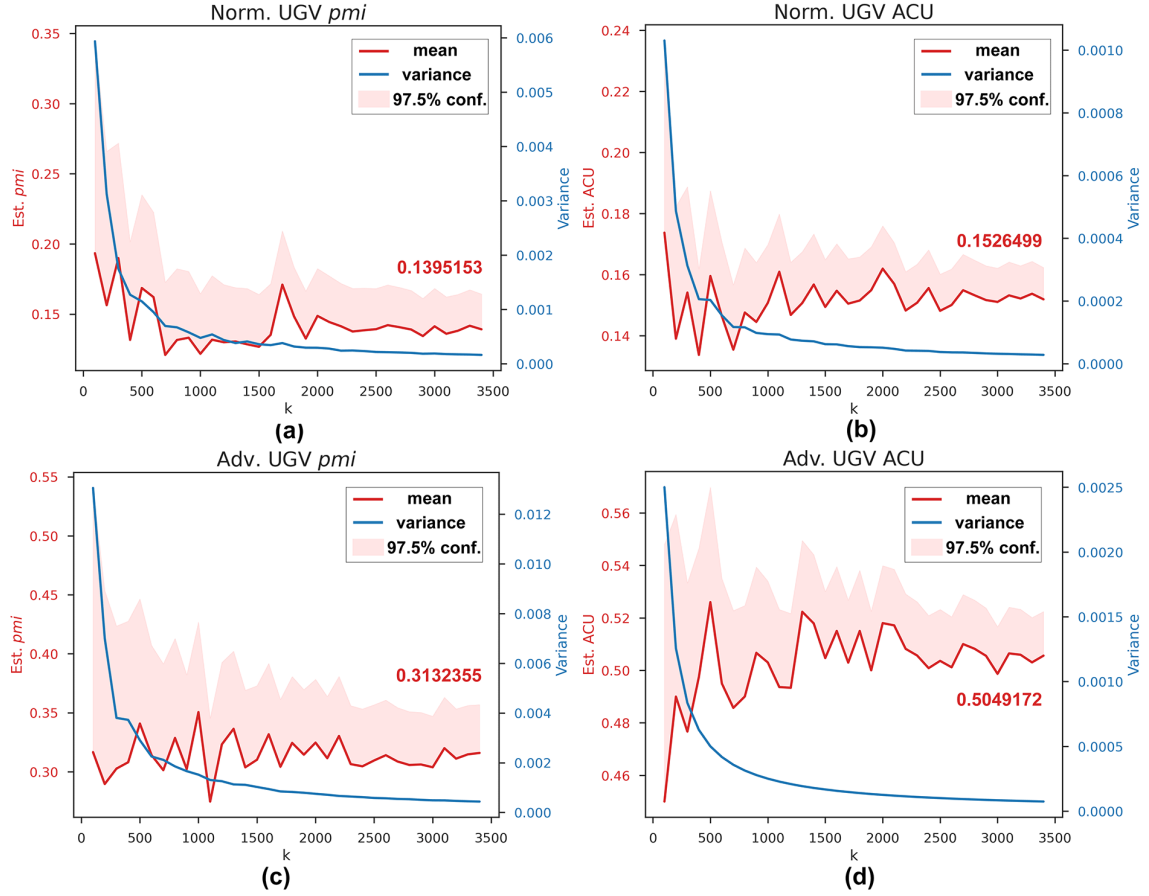 Norm. UGV pmi
0.35
0.30
0.25
0.20
0.15
Est. pmi
0.006
0.005
0.004
0.003
0.002
0.001
0.000
Variance
mean
variance
97.5% conf.
0.1395153
0 500 1000 1500 2000 2500 3000 3500
k
(a)
Norm. UGV ACU
0.24
0.22
0.20
0.18
0.16
0.14
Est. ACU
0.0010
0.0008
0.0006
0.0004
0.0002
0.0000
Variance
mean
variance
97.5% conf.
0.1526499
0 500 1000 1500 2000 2500 3000 3500
k
(b)
Adv. UGV pmi
0.55
0.50
0.45
0.40
0.35
0.30
Est. pmi
0.012
0.010
0.008
0.006
0.004
0.002
0.000
Variance
mean
variance
97.5% conf.
0.3132355
0 500 1000 1500 2000 2500 3000 3500
k
(c)
Adv. UGV ACU
0.56
0.54
0.52
0.50
0.48
0.46
Est. ACU
0.0025
0.0020
0.0015
0.0010
0.0005
0.0000
Variance
mean
variance
97.5% conf.
0.5049172
0 500 1000 1500 2000 2500 3000 3500
k
(d)